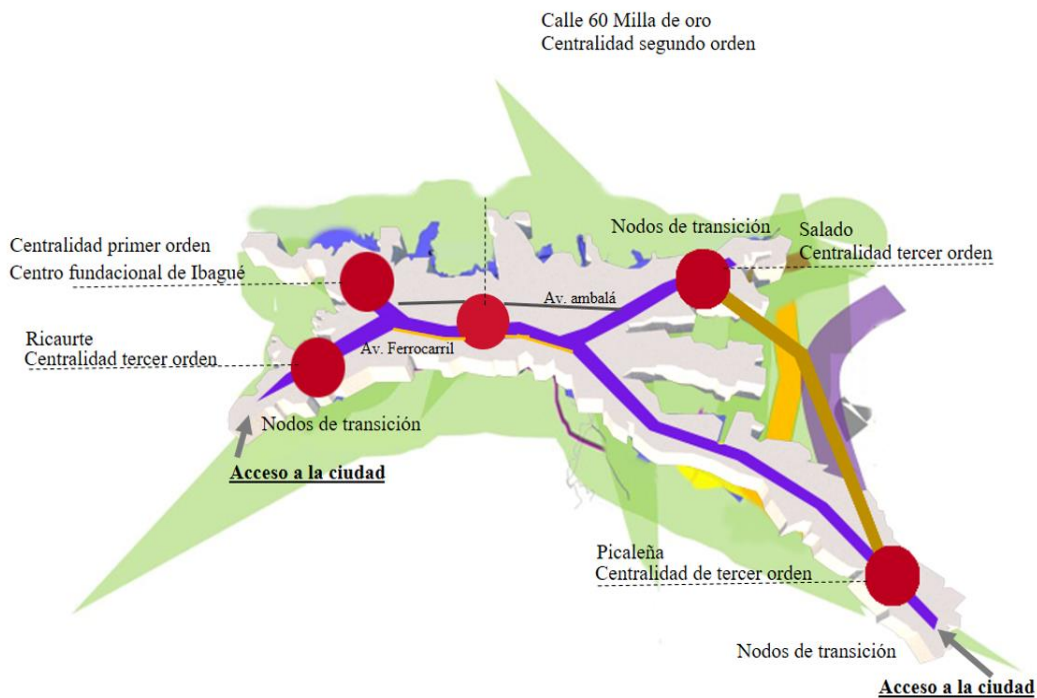 Calle 60 Milla de oro
Centralidad segundo orden
Nodos de transición
Salado
Centralidad tercer orden
Centralidad primer orden
Centro fundacional de Ibagué
Av. ambalá
Ricaurte
Centralidad tercer orden
Av. Ferrocarril
Nodos de transición
Acceso a la ciudad
Picaleña
Centralidad de tercer orden
Nodos de transición
Acceso a la ciudad